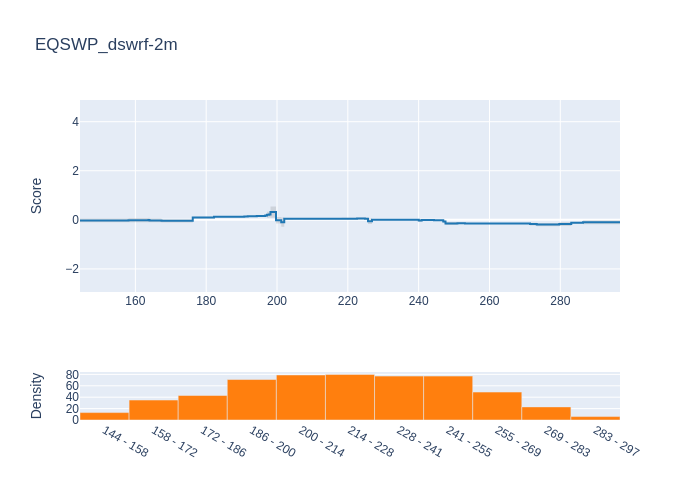 EQSWP_dswrf-2m
Score
4
2
0
−2
160 180 200 220 240 260 280
Density
80
60
40
20
0
144 - 158
158 - 172
172 - 186
186 - 200
200 - 214
214 - 228
228 - 241
241 - 255
255 - 269
269 - 283
283 - 297